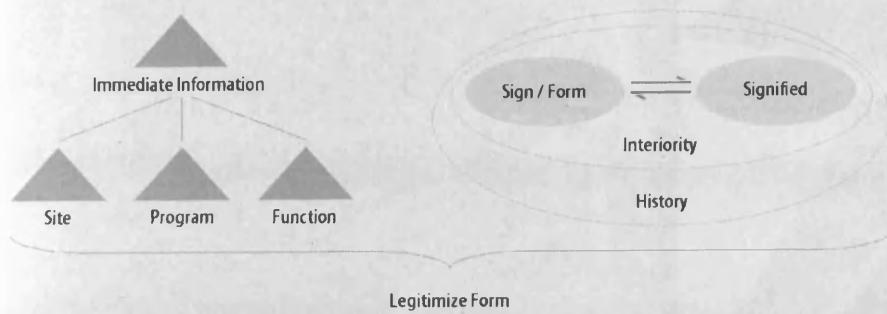 Immediate Information
Site
Program
Function
Sign / Form
Signified
Interiority
History
Legitimize Form